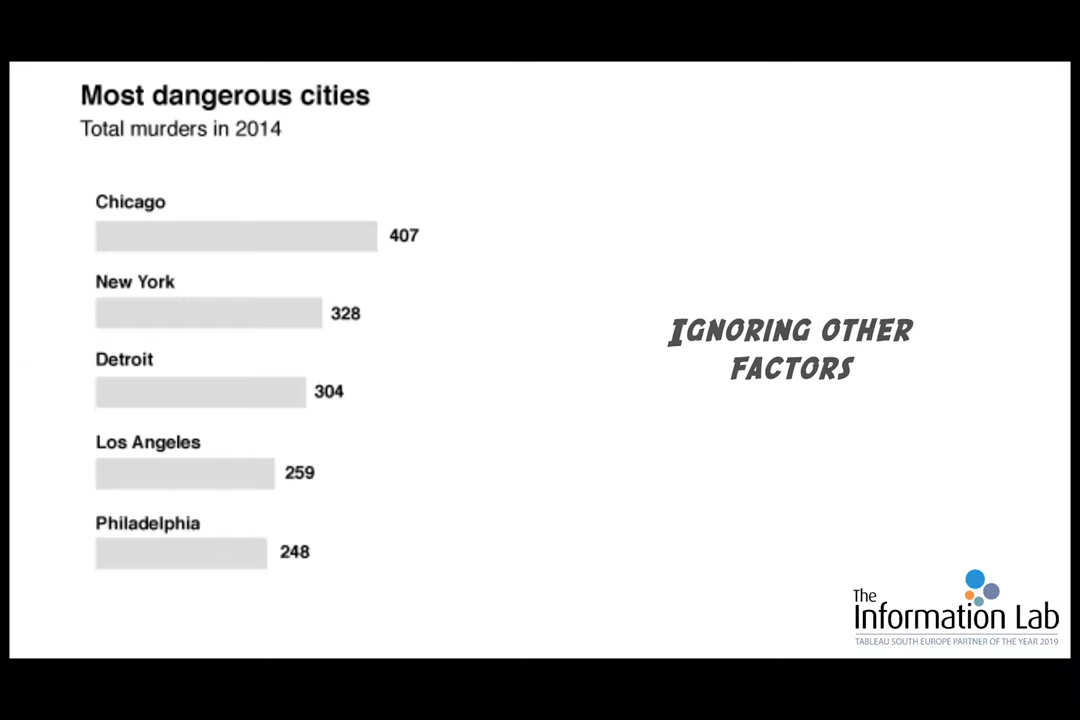 Most dangerous cities
Total murders in 2014
Chicago
407
New York
328
Detroit
304
Los Angeles
259
Philadelphia
248
IGNORING OTHER
FACTORS
The
Information Lab
TABLEAU SOUTH EUROPE PARTNER OF THE YEAR 2019